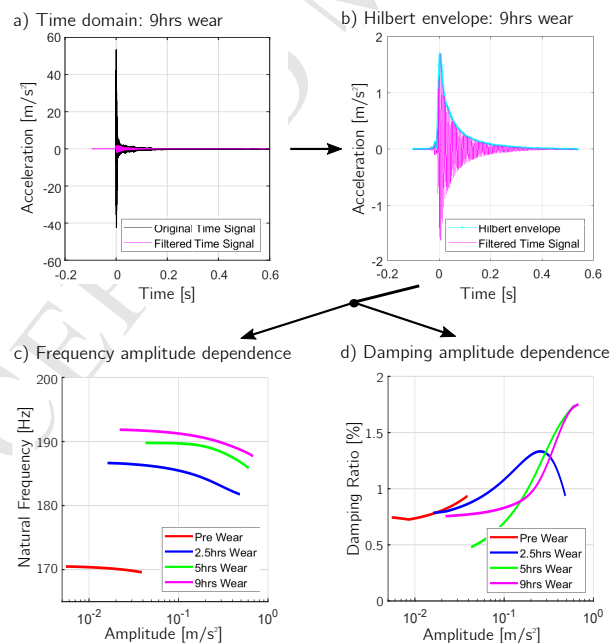 a) Time domain: 9hrs wear
60
40
20
0
-20
-40
-60
-0.2 0 0.2 0.4 0.6
Acceleration [m/s²]
Time [s]
Original Time Signal
Filtered Time Signal
b) Hilbert envelope: 9hrs wear
2
1
0
-1
-2
-0.2 0 0.2 0.4 0.6
Acceleration [m/s²]
Time [s]
Hilbert envelope
Filtered Time Signal
c) Frequency amplitude dependence
200
190
180
170
10⁻² 10⁻¹ 10⁰
Natural Frequency [Hz]
Amplitude [m/s²]
Pre Wear
2.5hrs Wear
5hrs Wear
9hrs Wear
d) Damping amplitude dependence
2
1.5
1
0.5
0
10⁻² 10⁻¹ 10⁰
Damping Ratio [%]
Amplitude [m/s²]
Pre Wear
2.5hrs Wear
5hrs Wear
9hrs Wear